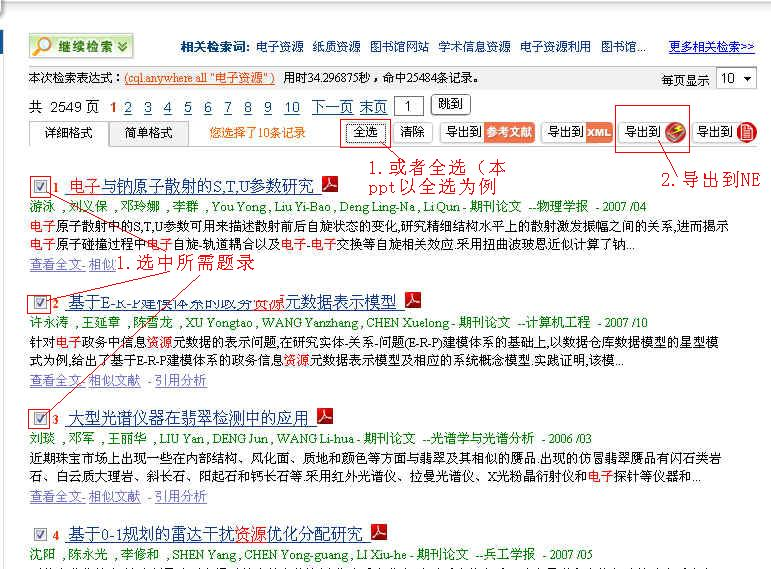 继续检索
相关检索词: 电子资源 纸质资源 图书馆网站 学术信息资源 电子资源利用 图书馆... 更多相关检索>>
本次检索表达式：(cql.anywhere all "电子资源" ) 用时34.296875秒，命中25484条记录。
每页显示 10
共 2549 页 1 2 3 4 5 6 7 8 9 10 下一页 末页 1 跳到
详细格式 简单格式 您选择了10条记录 全选 清除 导出到参考文献 导出到XML 导出到 导出到
1.或者全选（本
ppt以全选为例
2.导出到NE
1 电子与钠原子散射的S,T,U参数研究
游泳 , 刘义保 , 邓玲娜 , 李群 , You Yong , Liu Yi-Bao , Deng Ling-Na , Li Qun - 期刊论文 --物理学报 - 2007 /04
电子原子散射中的S,T,U参数可用来描述散射前后自旋状态的变化,研究精细结构水平上的散射激发振幅之间的关系,进而揭示
电子原子碰撞过程中电子自旋-轨道耦合以及电子-电子交换等自旋相关效应.采用扭曲波玻恩近似计算了钠...
查看全文- 相似
1.选中所需题录
2 基于E-R-P建模体系的政务资源元数据表示模型
许永涛 , 王延章 , 陈雪龙 , XU Yongtao , WANG Yanzhang , CHEN Xuelong - 期刊论文 --计算机工程 - 2007 /10
针对电子政务中信息资源元数据的表示问题,在研究实体-关系-问题(E-R-P)建模体系的基础上,以数据仓库数据模型的星型模
式为例,给出了基于E-R-P建模体系的政务信息资源元数据表示模型及相应的系统概念模型.实践证明,该模...
查看全文- 相似文献 - 引用分析
3 大型光谱仪器在翡翠检测中的应用
刘琰 , 邓军 , 王丽华 , LIU Yan , DENG Jun , WANG Li-hua - 期刊论文 --光谱学与光谱分析 - 2006 /03
近期珠宝市场上出现一些在内部结构、风化面、质地和颜色等方面与翡翠及其相似的赝品.出现的仿冒翡翠赝品有闪石类岩
石、白云质大理岩、斜长石、阳起石和钙长石等.采用红外光谱仪、拉曼光谱仪、X光粉晶衍射仪和电子探针等仪器和...
查看全文- 相似文献 - 引用分析
4 基于0-1规划的雷达干扰资源优化分配研究
沈阳 , 陈永光 , 李修和 , SHEN Yang , CHEN Yong-guang , LI Xiu-he - 期刊论文 --兵工学报 - 2007 /05